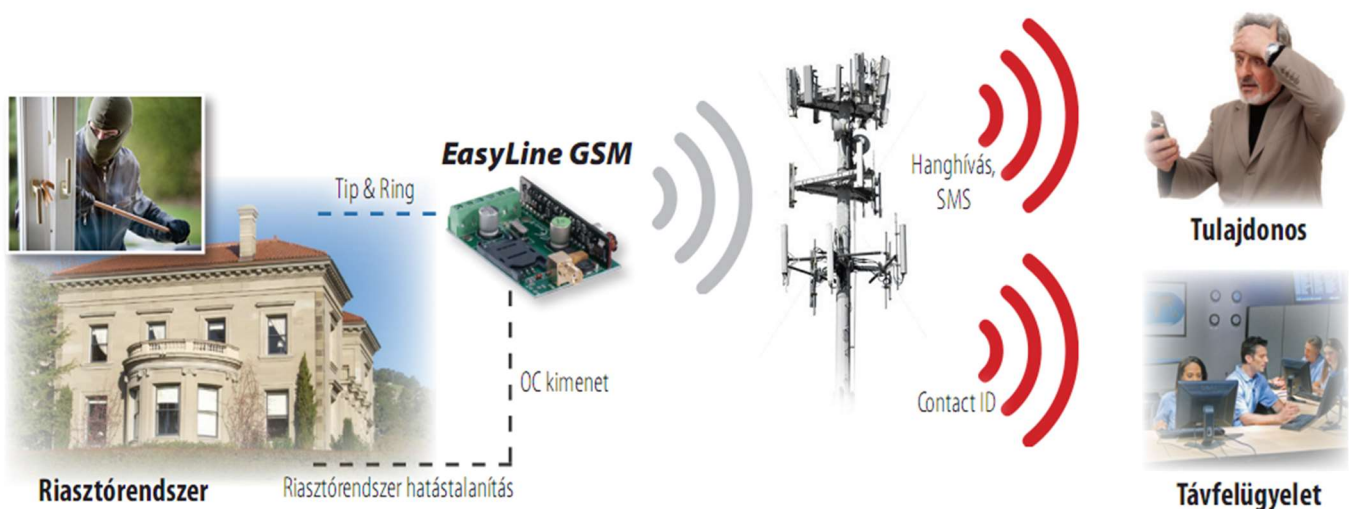 EasyLine GSM
Tip & Ring
OC kimenet
Riasztórendszer
Riasztórendszer hatástalanítás
Hanghívás,
SMS
Contact ID
Tulajdonos
Távfelügyelet